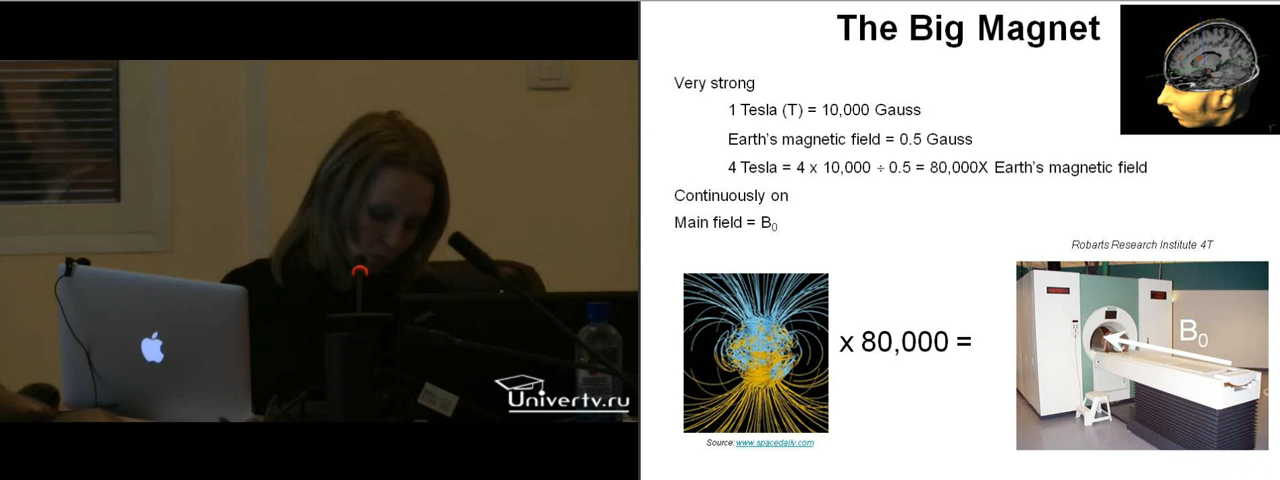 The Big Magnet
Very strong
1 Tesla (T) = 10,000 Gauss
Earth's magnetic field = 0.5 Gauss
4 Tesla = 4 x 10,000 ÷ 0.5 = 80,000X Earth's magnetic field
Continuously on
Main field = B₀
Robarts Research Institute 4T
x 80,000 =
B₀
Source: www.spacedaily.com
Univertv.ru